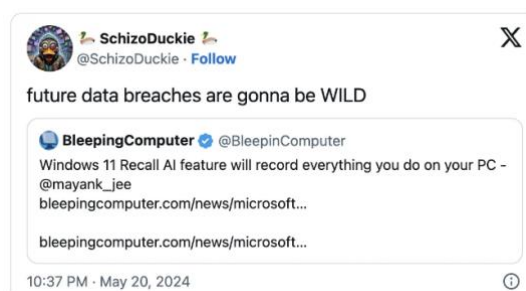 SchizoDuckie
@SchizoDuckie · Follow
future data breaches are gonna be WILD
BleepingComputer @BleepinComputer
Windows 11 Recall AI feature will record everything you do on your PC -
@mayank_jee
bleepingcomputer.com/news/microsoft...
bleepingcomputer.com/news/microsoft...
10:37 PM · May 20, 2024